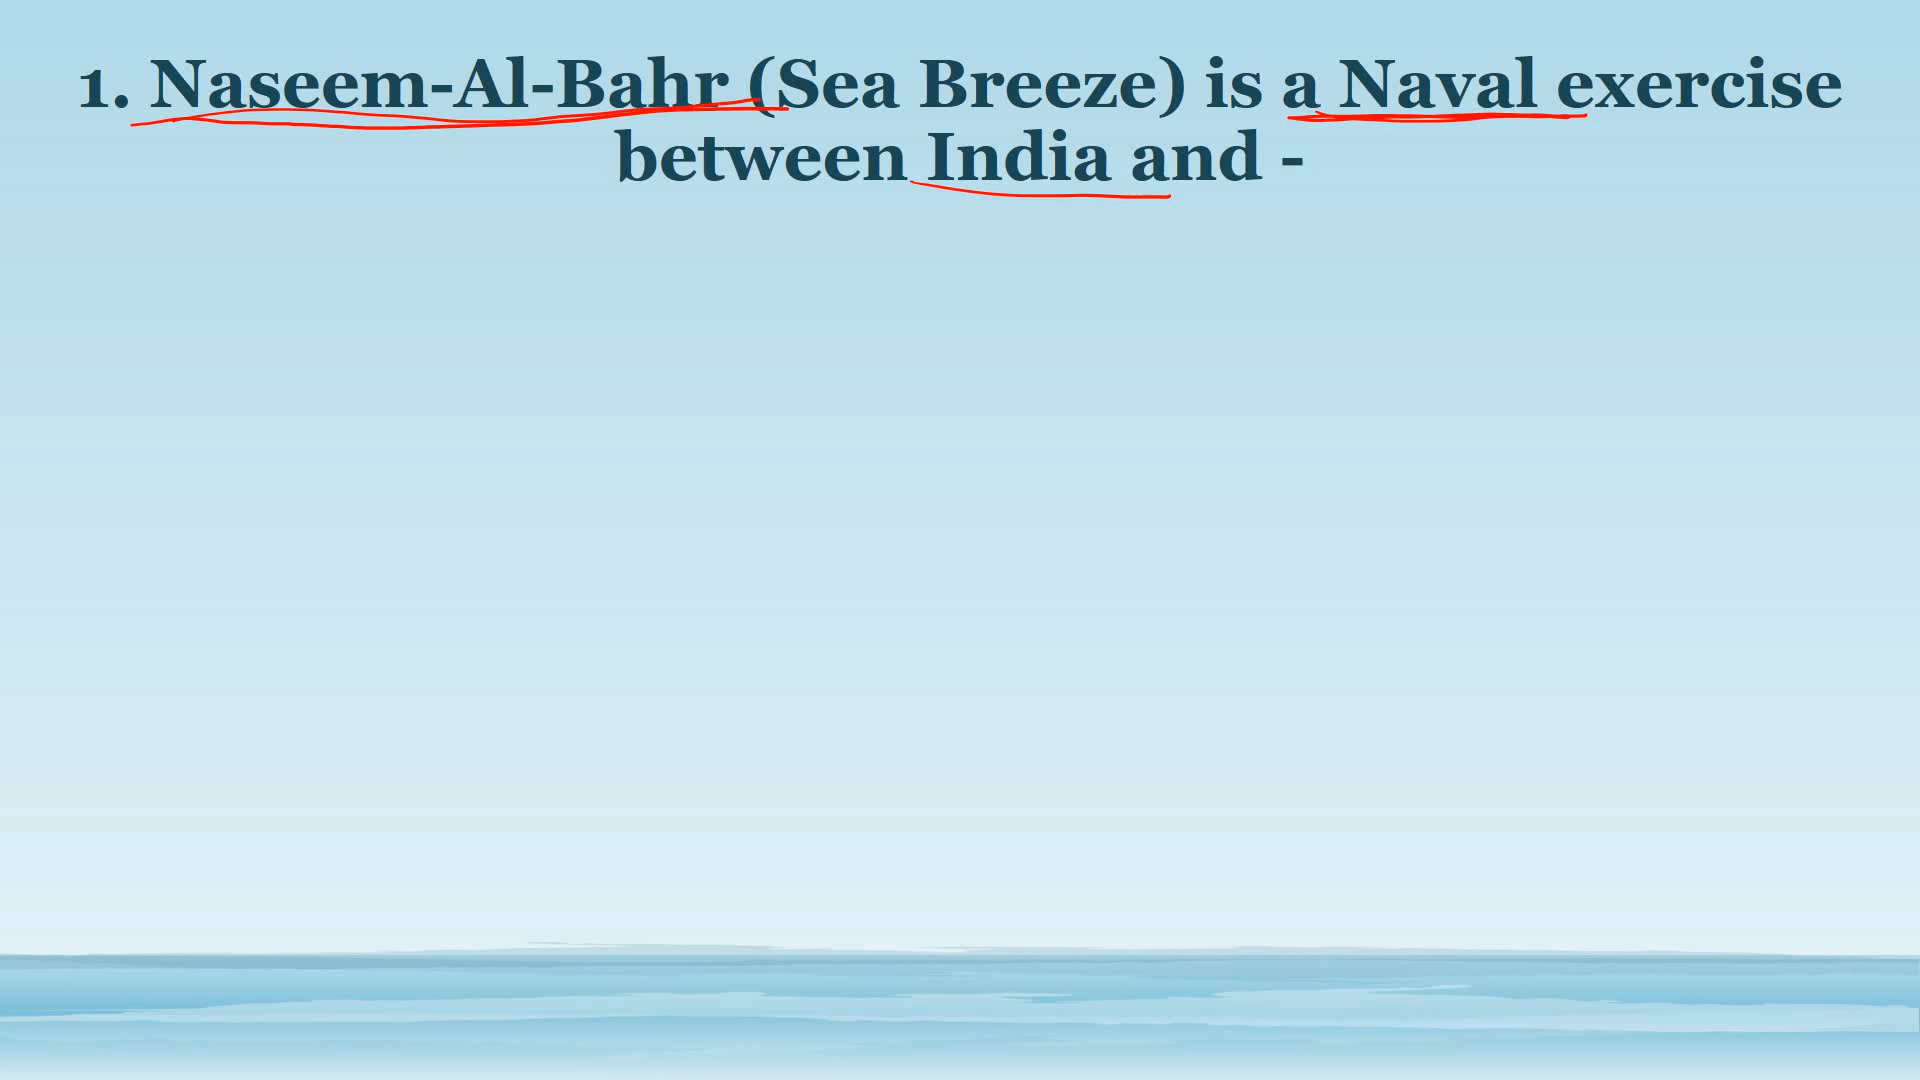 1. Naseem-Al-Bahr (Sea Breeze) is a Naval exercise
between India and -